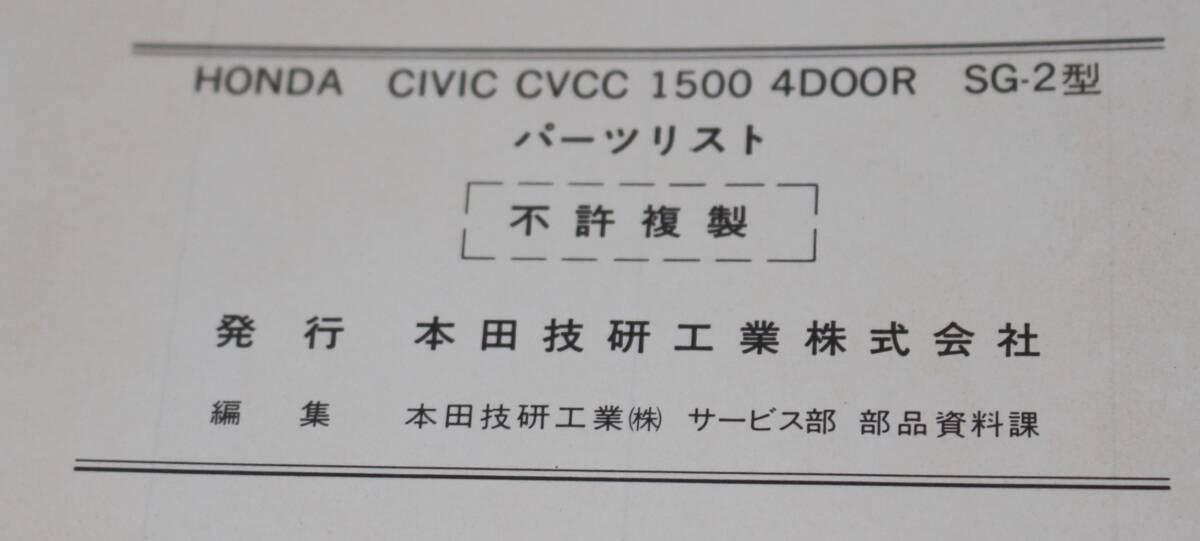 HONDA CIVIC CVCC 1500 4DOOR SG-2型
パーツリスト
不許複製
発行 本田技研工業株式会社
編集 本田技研工業㈱ サービス部 部品資料課